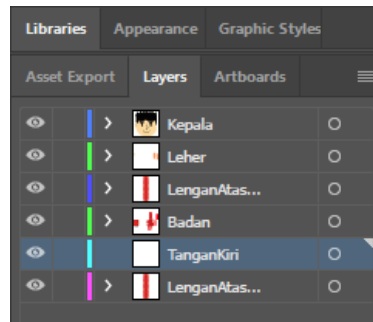 Libraries Appearance Graphic Styles
Asset Export Layers Artboards
Kepala
Leher
LenganAtas...
Badan
TanganKiri
LenganAtas...